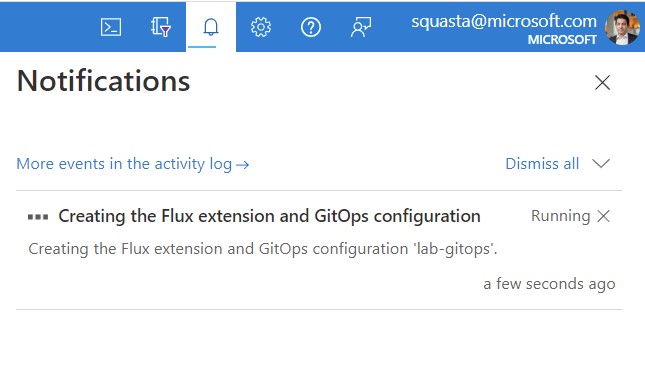 squasta@microsoft.com
MICROSOFT
Notifications
More events in the activity log → Dismiss all
Creating the Flux extension and GitOps configuration Running
Creating the Flux extension and GitOps configuration 'lab-gitops'.
a few seconds ago